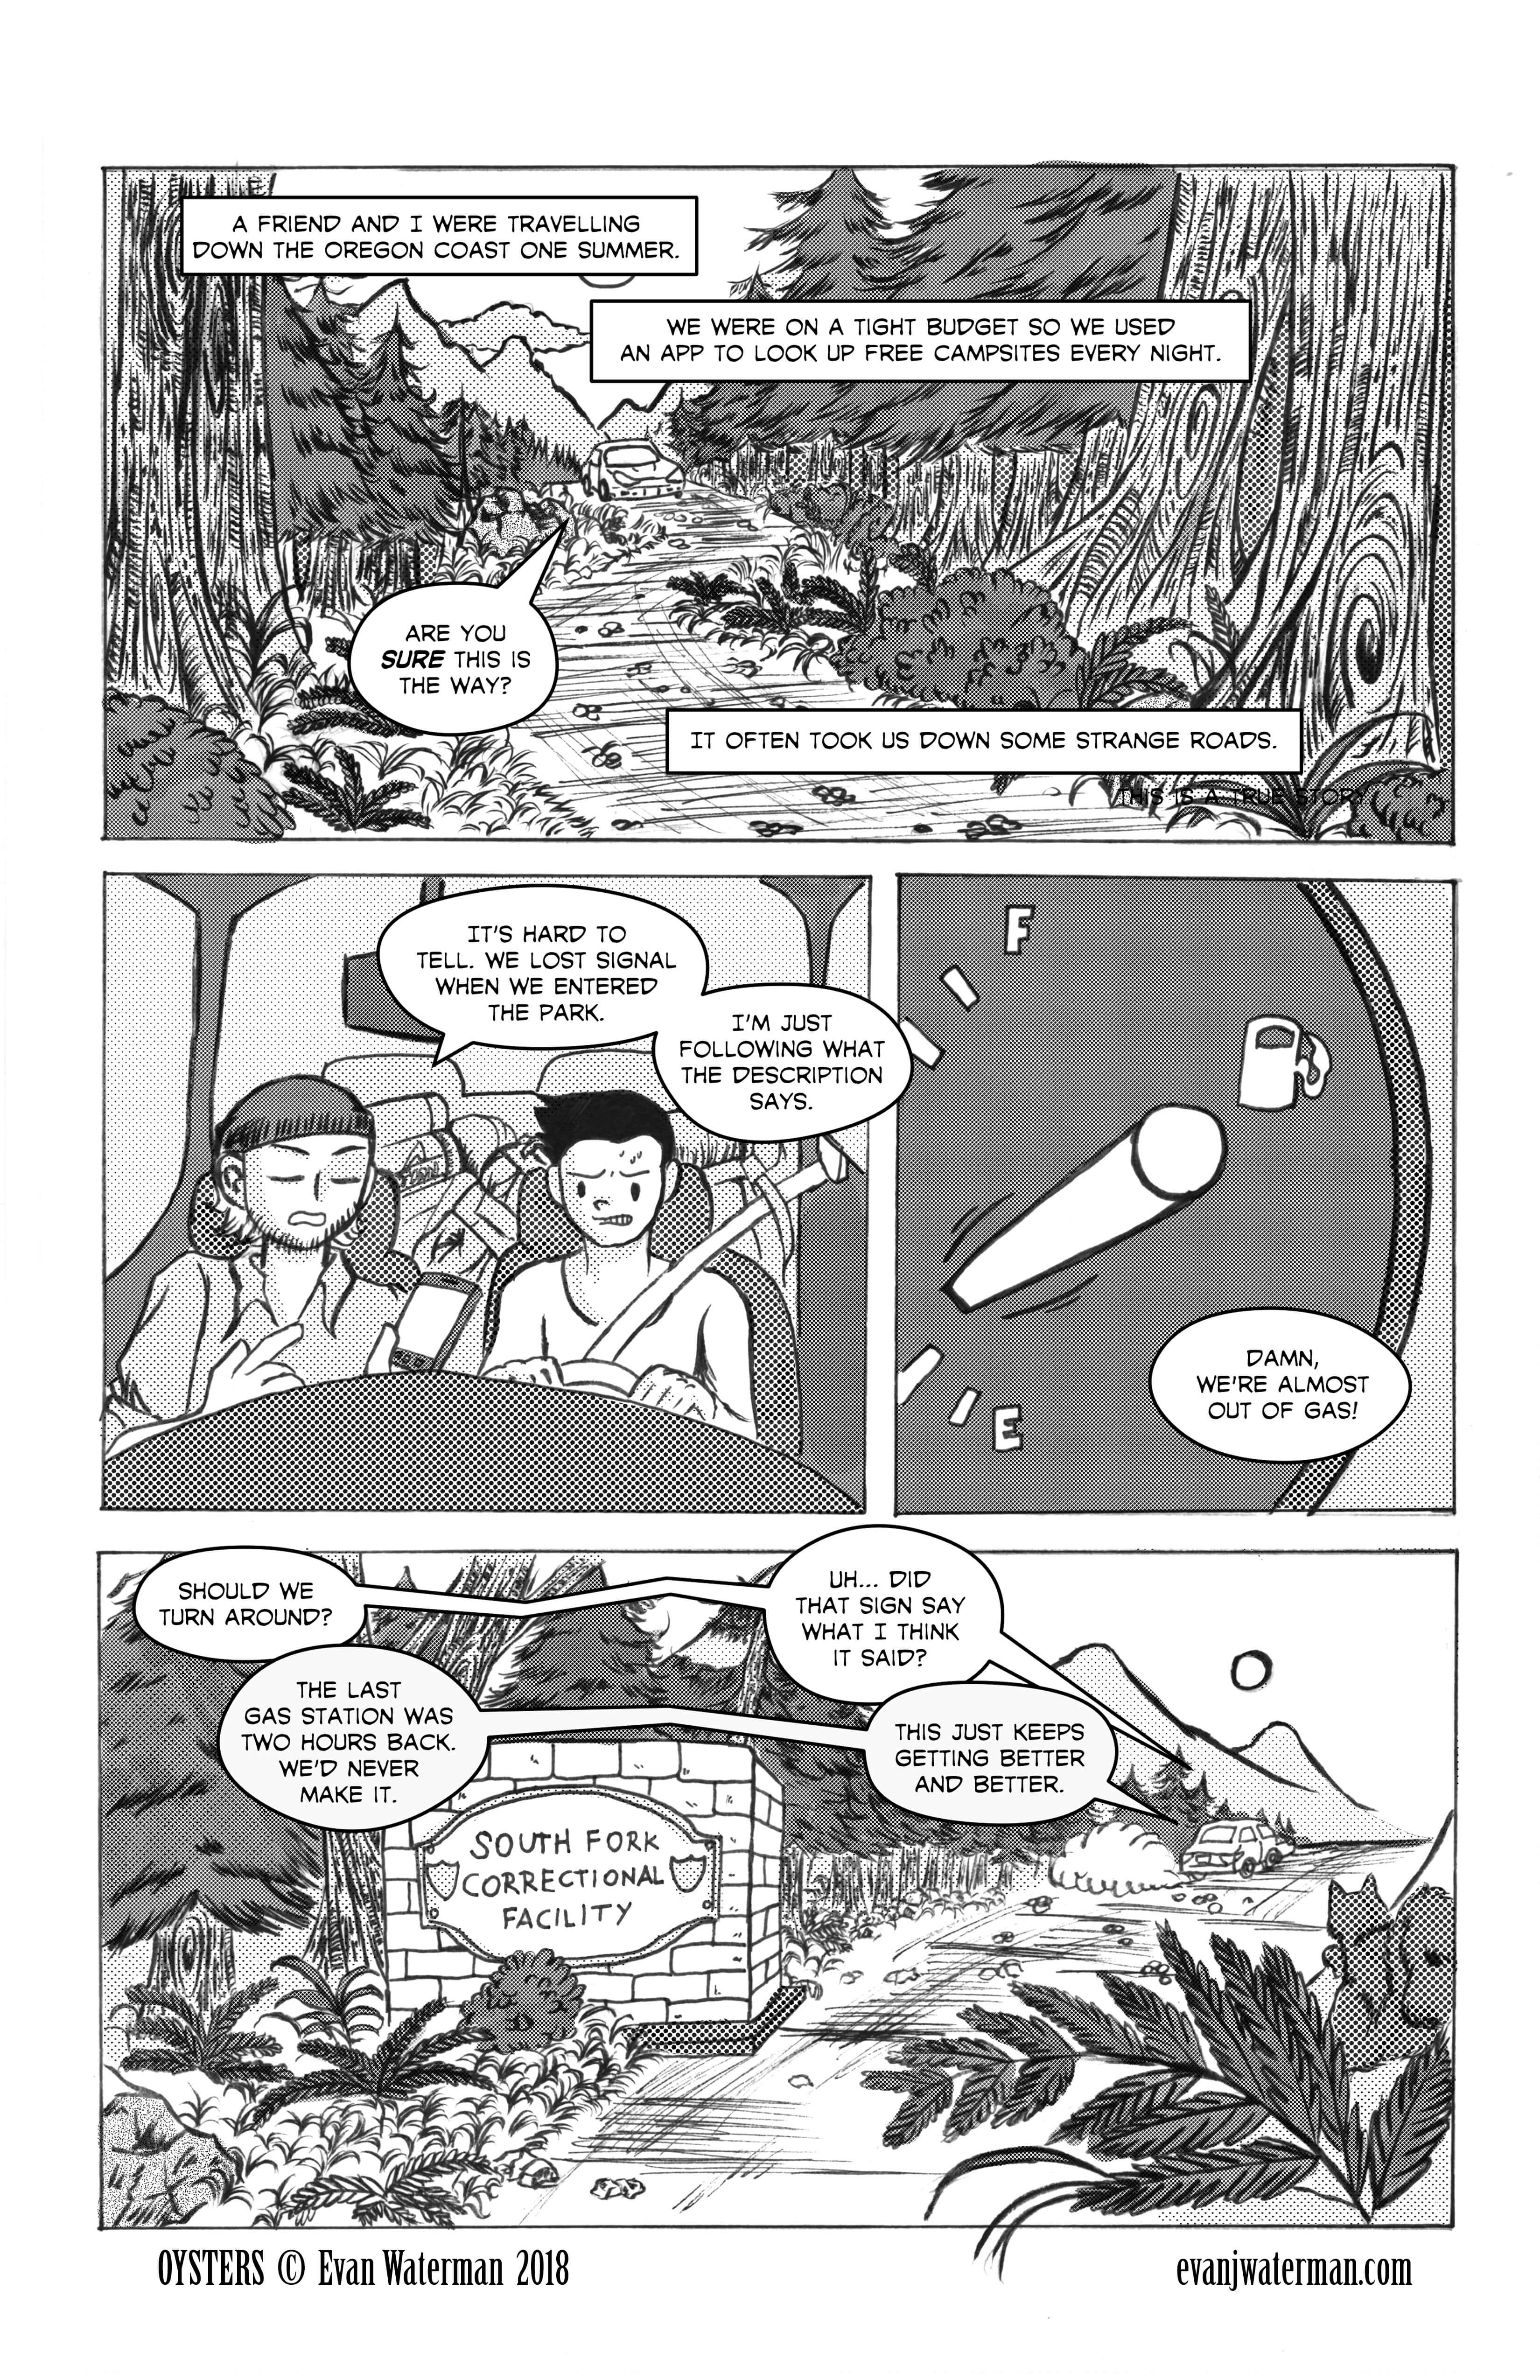 A FRIEND AND I WERE TRAVELLING
DOWN THE OREGON COAST ONE SUMMER.
WE WERE ON A TIGHT BUDGET SO WE USED
AN APP TO LOOK UP FREE CAMPSITES EVERY NIGHT.
ARE YOU
SURE THIS IS
THE WAY?
IT OFTEN TOOK US DOWN SOME STRANGE ROADS.
THIS IS A TRUE STORY
IT'S HARD TO
TELL. WE LOST SIGNAL
WHEN WE ENTERED
THE PARK.
I'M JUST
FOLLOWING WHAT
THE DESCRIPTION
SAYS.
F
E
DAMN,
WE'RE ALMOST
OUT OF GAS!
SHOULD WE
TURN AROUND?
THE LAST
GAS STATION WAS
TWO HOURS BACK.
WE'D NEVER
MAKE IT.
UH... DID
THAT SIGN SAY
WHAT I THINK
IT SAID?
THIS JUST KEEPS
GETTING BETTER
AND BETTER.
SOUTH FORK
CORRECTIONAL
FACILITY
OYSTERS © Evan Waterman 2018
evanjwaterman.com